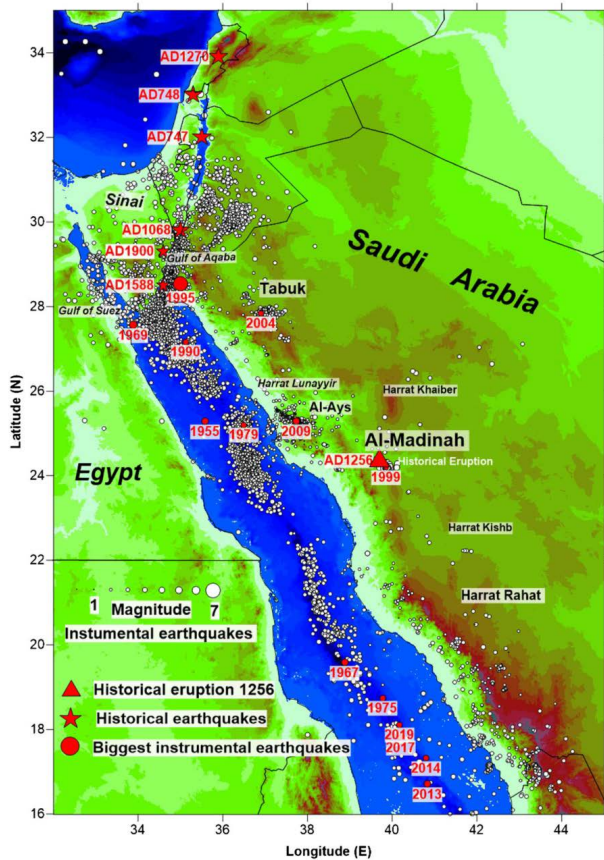 34
32
30
28
26
24
22
20
18
16
Latitude (N)
AD1270
AD748
AD747
Sinai
AD1068
AD1900
Gulf of Aqaba
Saudi Arabia
AD1588
1995
Tabuk
Gulf of Suez
1969
2004
1990
Harrat Lunayyir
Harrat Khaiber
Al-Ays
1955
1979
2009
Al-Madinah
AD1256
Historical Eruption
1999
Egypt
Harrat Kishb
Harrat Rahat
1
7
Magnitude
Instumental earthquakes
1967
Historical eruption 1256
1975
Historical earthquakes
2019
2017
Biggest instrumental earthquakes
2014
2013
34 36 38 40 42 44
Longitude (E)